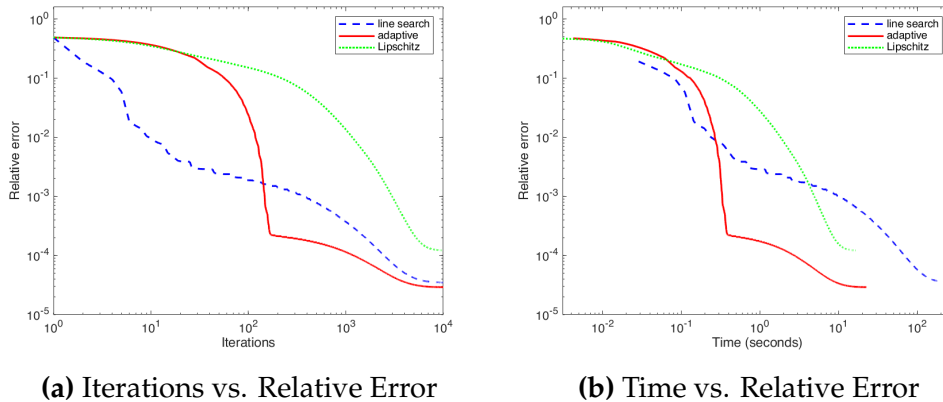 10^0
10^-1
10^-2
10^-3
10^-4
10^-5
Relative error
line search
adaptive
Lipschitz
10^0 10^1 10^2 10^3 10^4
Iterations
(a) Iterations vs. Relative Error
10^0
10^-1
10^-2
10^-3
10^-4
10^-5
Relative error
line search
adaptive
Lipschitz
10^-2 10^-1 10^0 10^1 10^2
Time (seconds)
(b) Time vs. Relative Error